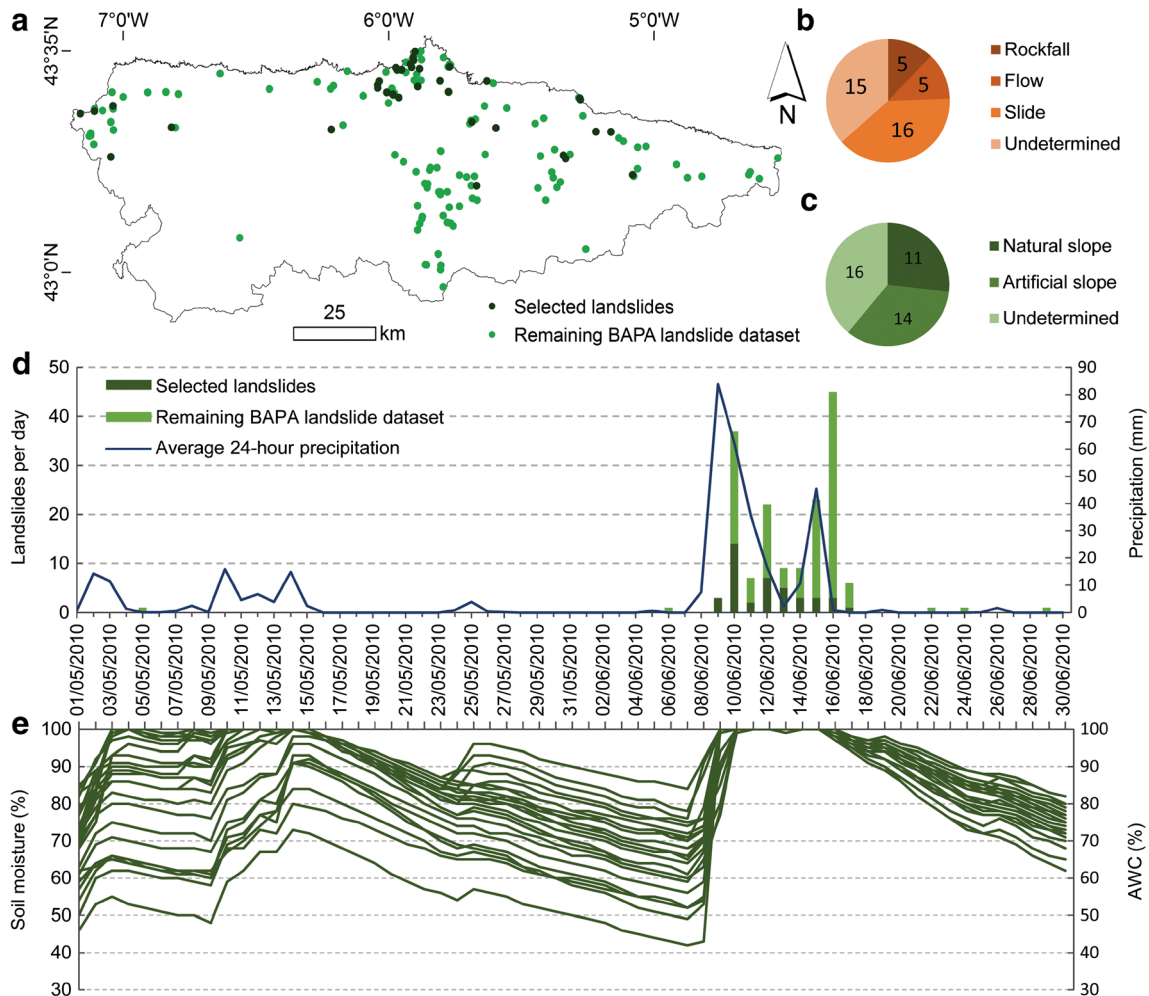 a
7°0'W
6°0'W
5°0'W
43°35'N
43°0'N
N
25
km
Selected landslides
Remaining BAPA landslide dataset
b
5
5
16
15
Rockfall
Flow
Slide
Undetermined
c
11
14
16
Natural slope
Artificial slope
Undetermined
d
Landslides per day
50
40
30
20
10
0
Selected landslides
Remaining BAPA landslide dataset
Average 24-hour precipitation
90
80
70
60
50
40
30
20
10
0
Precipitation (mm)
01/05/2010
03/05/2010
05/05/2010
07/05/2010
09/05/2010
11/05/2010
13/05/2010
15/05/2010
17/05/2010
19/05/2010
21/05/2010
23/05/2010
25/05/2010
27/05/2010
29/05/2010
31/05/2010
02/06/2010
04/06/2010
06/06/2010
08/06/2010
10/06/2010
12/06/2010
14/06/2010
16/06/2010
18/06/2010
20/06/2010
22/06/2010
24/06/2010
26/06/2010
28/06/2010
30/06/2010
e
Soil moisture (%)
100
90
80
70
60
50
40
30
100
90
80
70
60
50
40
30
AWC (%)